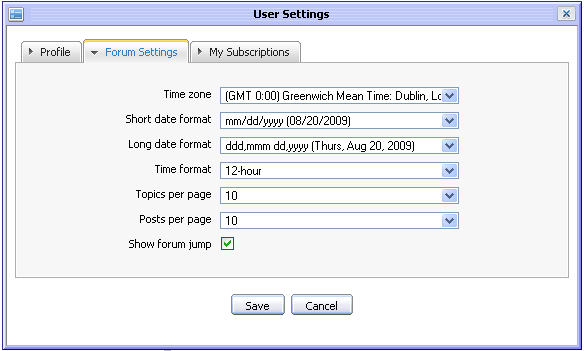 User Settings
Profile Forum Settings My Subscriptions
Time zone (GMT 0:00) Greenwich Mean Time: Dublin, Lc
Short date format mm/dd/yyyy (08/20/2009)
Long date format ddd,mmm dd,yyyy (Thurs, Aug 20, 2009)
Time format 12-hour
Topics per page 10
Posts per page 10
Show forum jump
Save Cancel